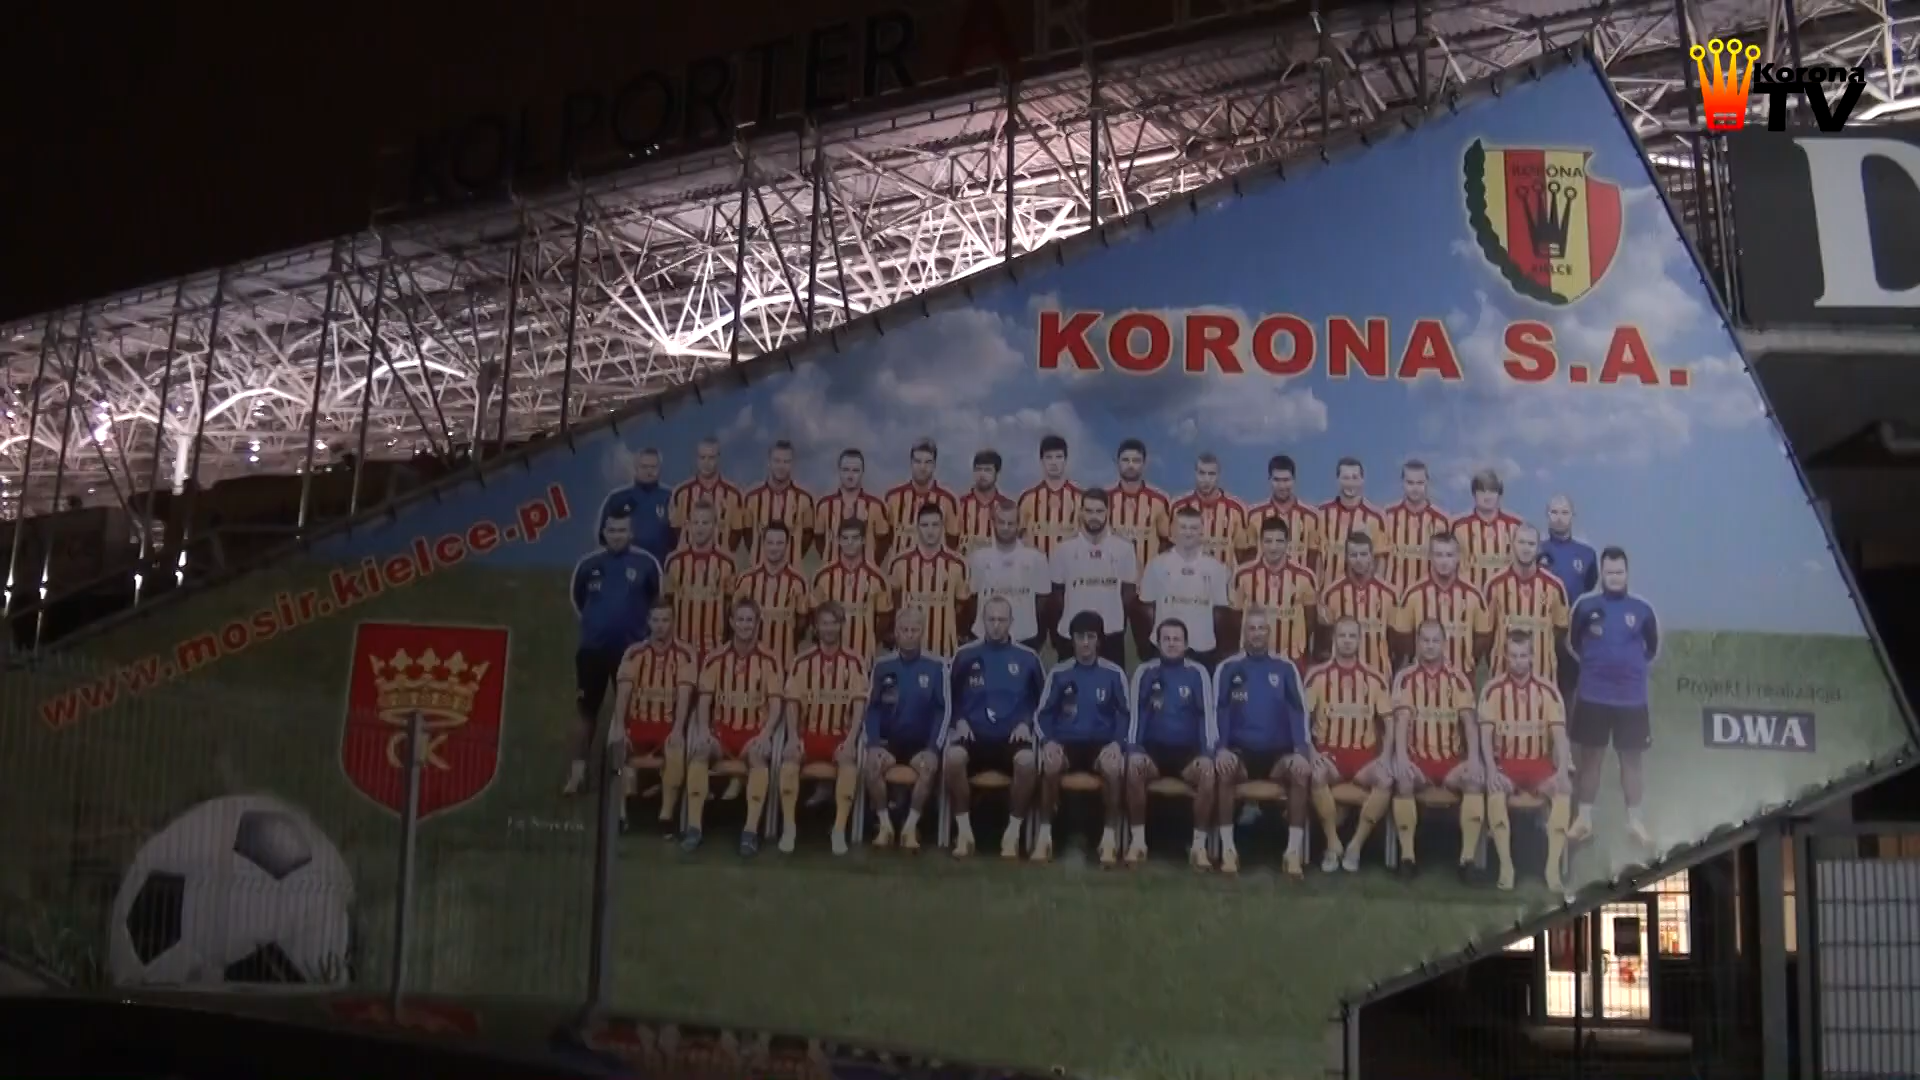 KOLPORTER A
Korona
TV
D
KORONA
KIELCE
KORONA S.A.
www.mosir.kielce.pl
CK
Projekt i realizacja
D.W.A